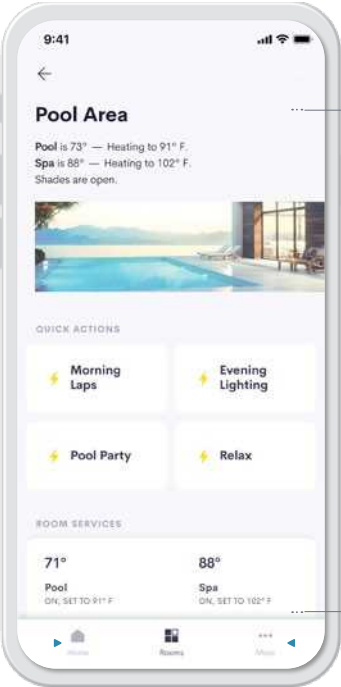 9:41
Pool Area
Pool is 73° — Heating to 91° F.
Spa is 88° — Heating to 102° F.
Shades are open.
QUICK ACTIONS
Morning Laps
Evening Lighting
Pool Party
Relax
ROOM SERVICES
71°
88°
Pool
Spa
ON, SET TO 91° F
ON, SET TO 102° F
Home
Rooms
More